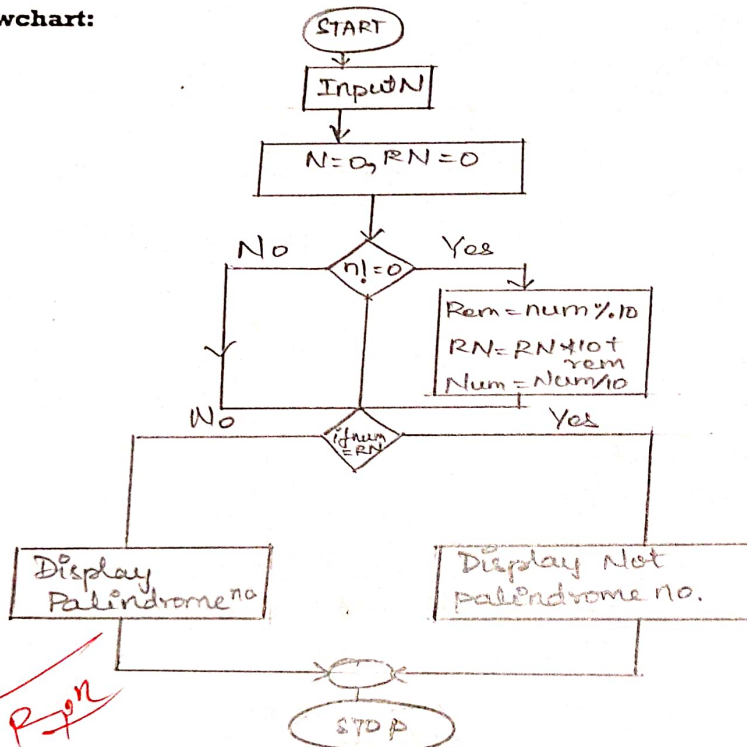 wchart:
START
Input N
N=0, RN=0
No
Yes
n!=0
Rem=num%10
RN=RN*10+
rem
Num=Num/10
No
Yes
if num
=RN
Display
Palindrome no
Display Not
palindrome no.
STOP